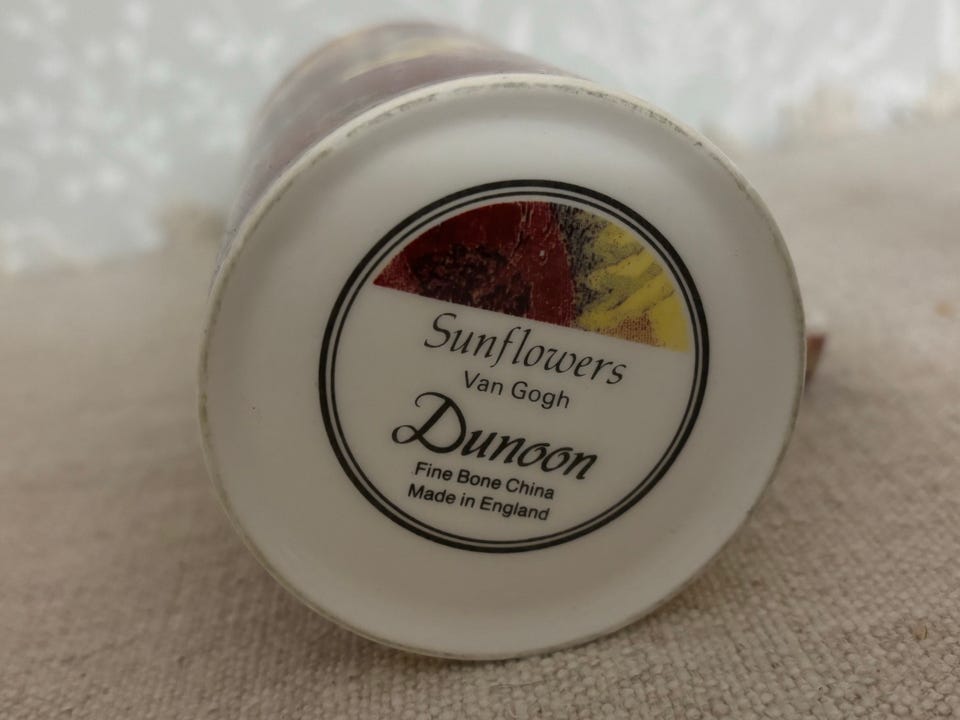 Sunflowers
Van Gogh
Dunoon
Fine Bone China
Made in England